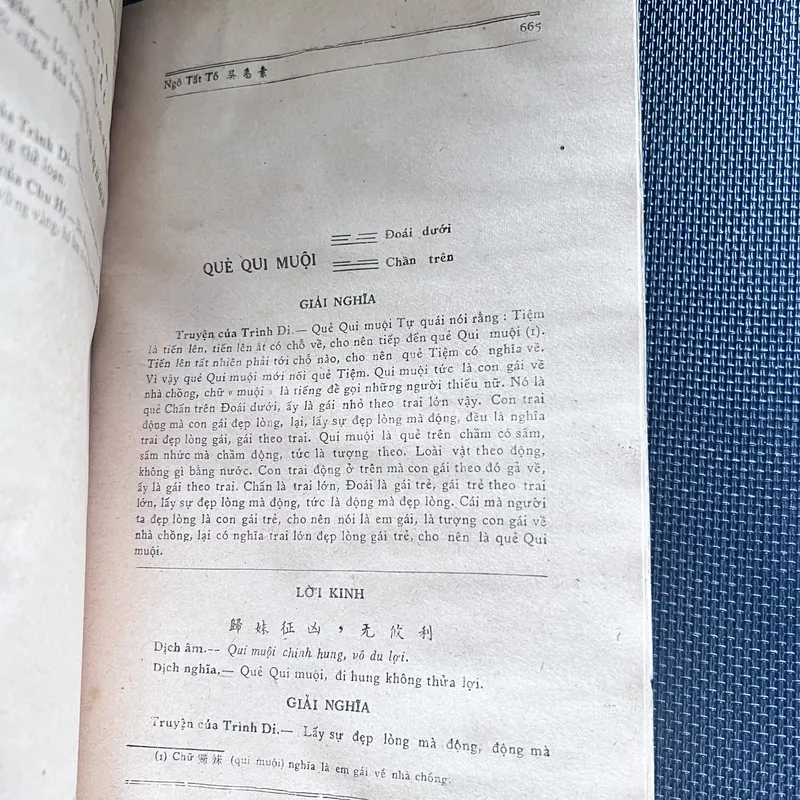 của Trình Di.—
của Chu Hy.—
Ngô Tất Tố 吳悉素
665
Đoái dưới
QUẺ QUI MUỘI
Chấn trên
GIẢI NGHĨA
Truyện của Trình Di.— Quẻ Qui muội Tự quái nói rằng : Tiệm
là tiến lên, tiến lên ắt có chỗ về, cho nên tiếp đến quẻ Qui muội (1).
Tiến lên tất nhiên phải tới chỗ nào, cho nên quẻ Tiệm có nghĩa về.
Vì vậy quẻ Qui muội mới nối quẻ Tiệm. Qui muội tức là con gái về
nhà chồng, chữ « muội » là tiếng để gọi những người thiếu nữ. Nó là
quẻ Chấn trên Đoái dưới, ấy là gái nhỏ theo trai lớn vậy. Con trai
động mà con gái đẹp lòng, lại, lấy sự đẹp lòng mà động, đều là nghĩa
trai đẹp lòng gái, gái theo trai. Qui muội là quẻ trên chầm có sấm,
sấm nhức mà chầm động, tức là tượng theo. Loài vật theo động,
không gì bằng nước. Con trai động ở trên mà con gái theo đó gả về,
ấy là gái theo trai. Chấn là trai lớn, Đoái là gái trẻ, gái trẻ theo trai
lớn, lấy sự đẹp lòng mà động, tức là động mà đẹp lòng. Cái mà người
ta đẹp lòng là con gái trẻ, cho nên nói là em gái, là tượng con gái về
nhà chồng, lại có nghĩa trai lớn đẹp lòng gái trẻ, cho nên là quẻ Qui
muội.
LỜI KINH
歸妹征凶，无攸利
Dịch âm.— Qui muội chinh hung, vô du lợi.
Dịch nghĩa.— Quẻ Qui muội, đi hung không thửa lợi.
GIẢI NGHĨA
Truyện của Trình Di.— Lấy sự đẹp lòng mà động, động mà
(1) Chữ 歸妹 (qui muội) nghĩa là em gái về nhà chồng.